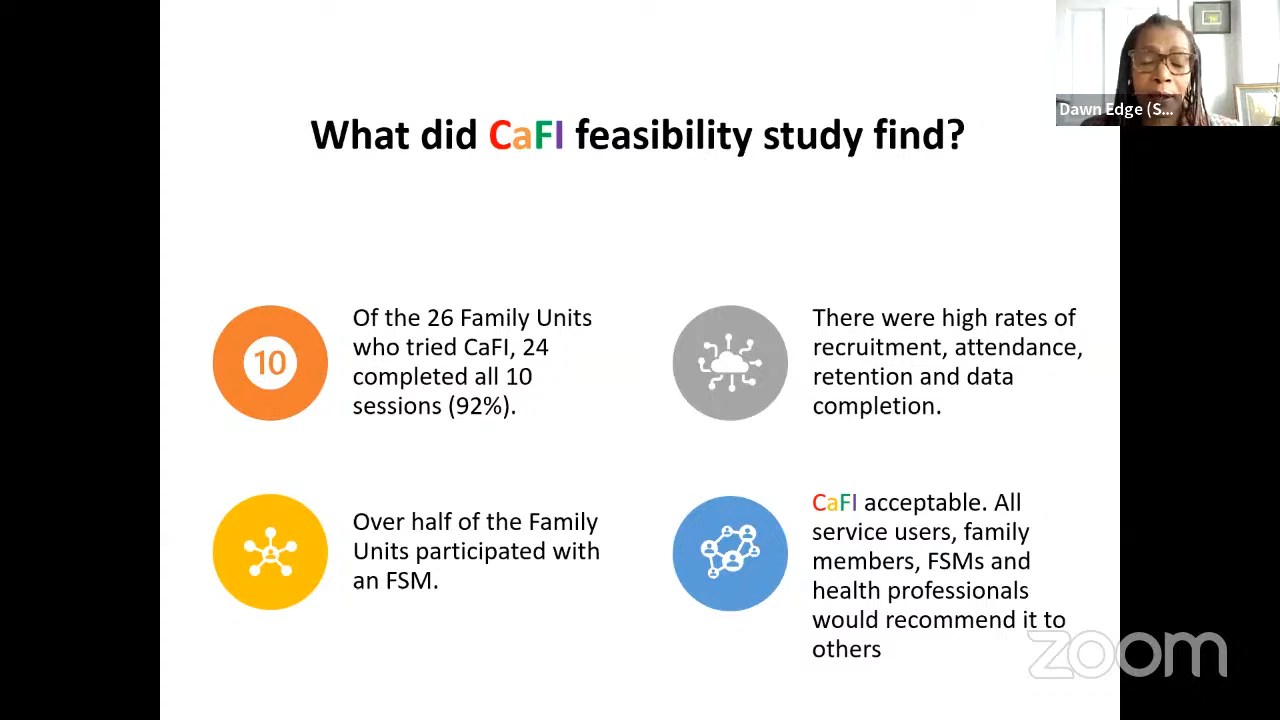 What did CaFI feasibility study find?
Dawn Edge (S...
10
Of the 26 Family Units
who tried CaFI, 24
completed all 10
sessions (92%).
There were high rates of
recruitment, attendance,
retention and data
completion.
Over half of the Family
Units participated with
an FSM.
CaFI acceptable. All
service users, family
members, FSMs and
health professionals
would recommend it to
others
zoom